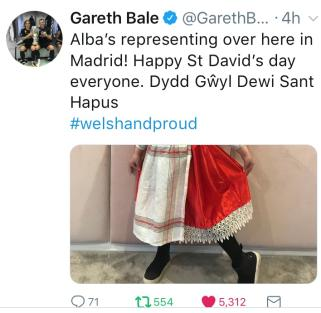 Gareth Bale @GarethB... · 4h
Alba's representing over here in
Madrid! Happy St David's day
everyone. Dydd Gŵyl Dewi Sant
Hapus
#welshandproud
71 554 5,312